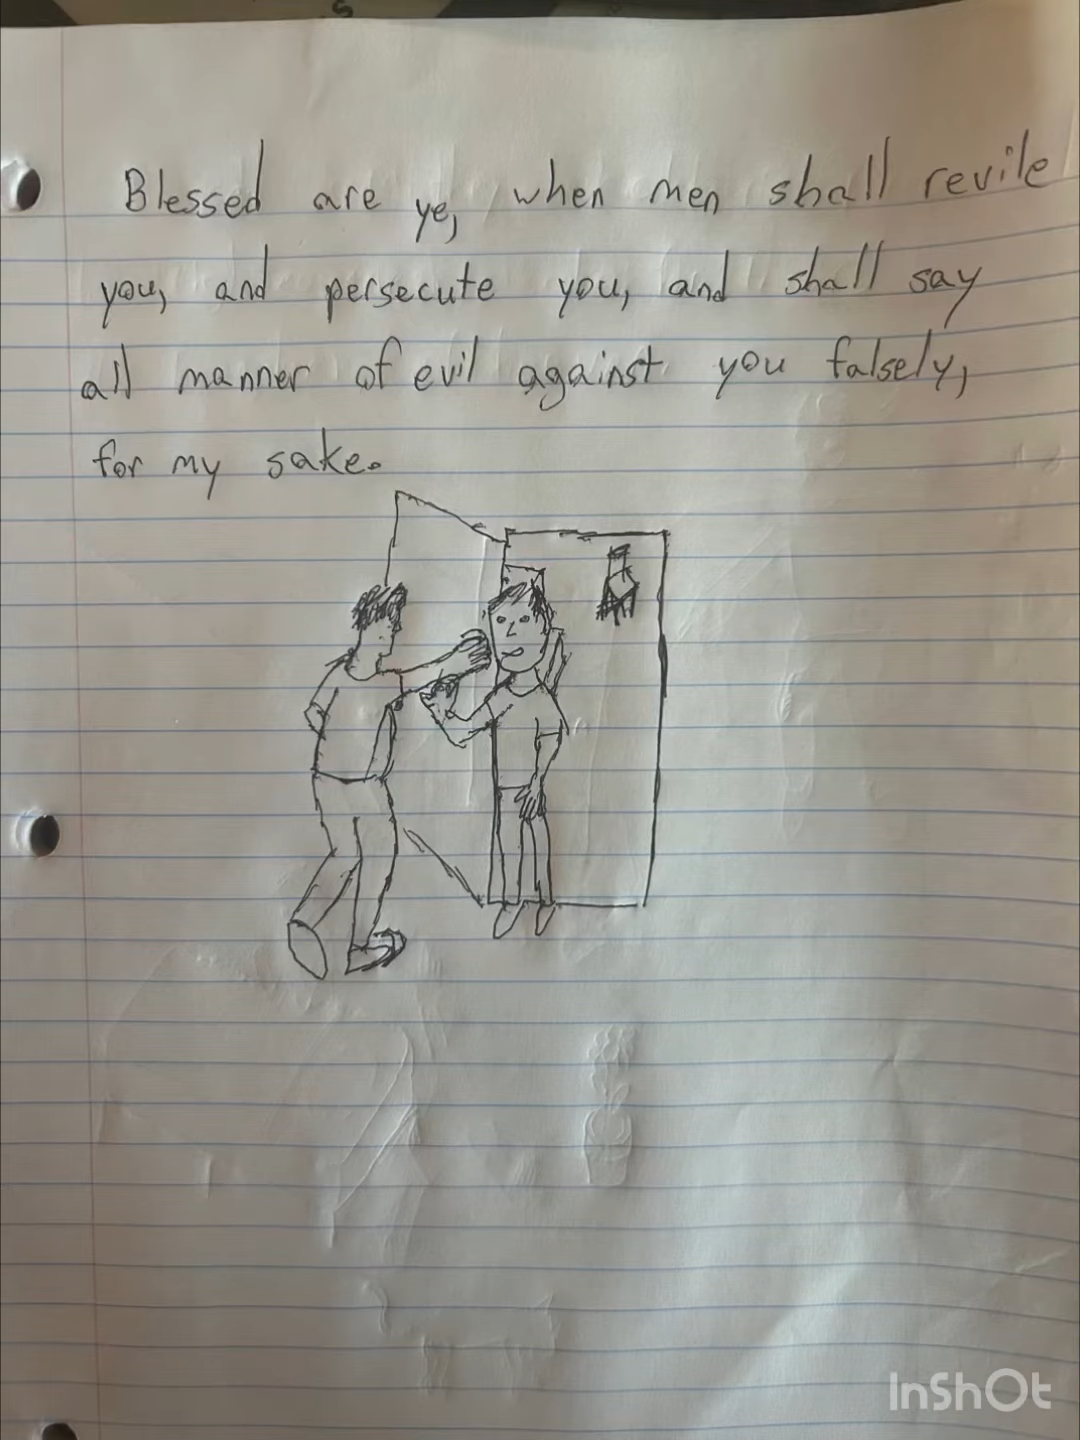 Blessed are ye, when men shall revile
you, and persecute you, and shall say
all manner of evil against you falsely,
for my sake.
InShOt